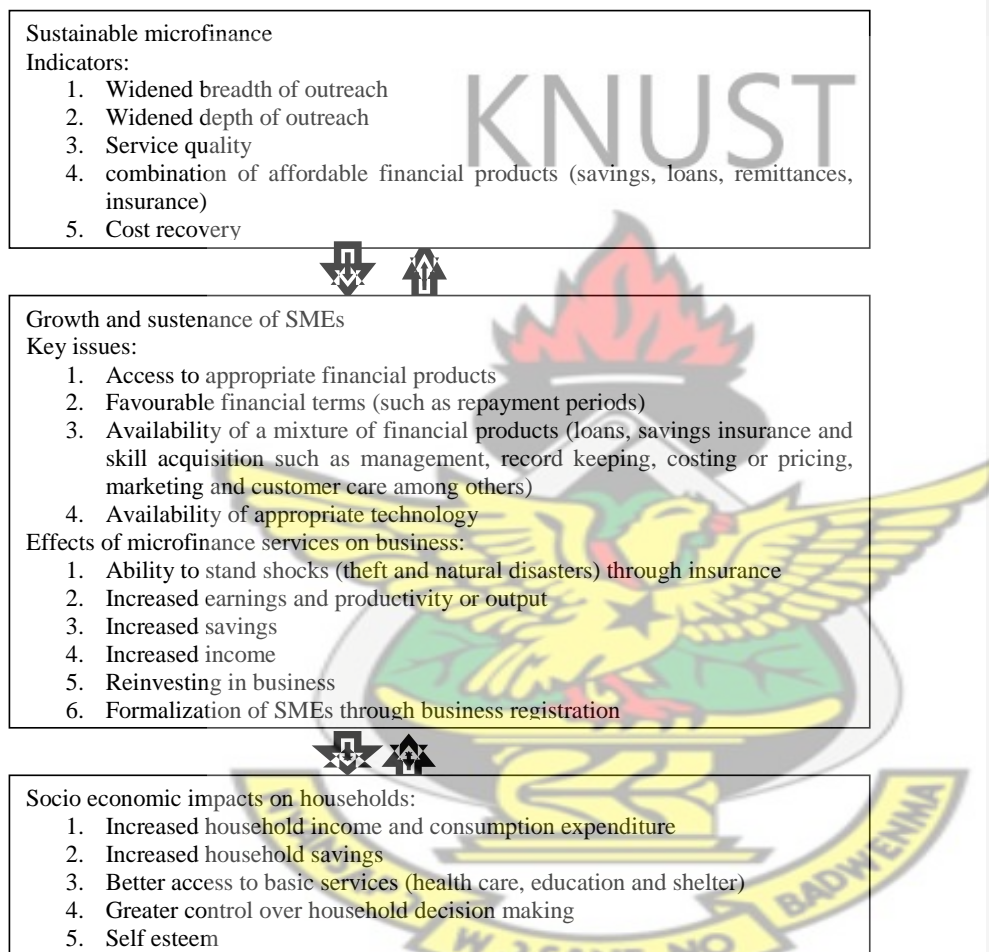 KNUST
Sustainable microfinance
Indicators:
1. Widened breadth of outreach
2. Widened depth of outreach
3. Service quality
4. combination of affordable financial products (savings, loans, remittances,
insurance)
5. Cost recovery
Growth and sustenance of SMEs
Key issues:
1. Access to appropriate financial products
2. Favourable financial terms (such as repayment periods)
3. Availability of a mixture of financial products (loans, savings insurance and
skill acquisition such as management, record keeping, costing or pricing,
marketing and customer care among others)
4. Availability of appropriate technology
Effects of microfinance services on business:
1. Ability to stand shocks (theft and natural disasters) through insurance
2. Increased earnings and productivity or output
3. Increased savings
4. Increased income
5. Reinvesting in business
6. Formalization of SMEs through business registration
Socio economic impacts on households:
1. Increased household income and consumption expenditure
2. Increased household savings
3. Better access to basic services (health care, education and shelter)
4. Greater control over household decision making
5. Self esteem
NO BADWENMA